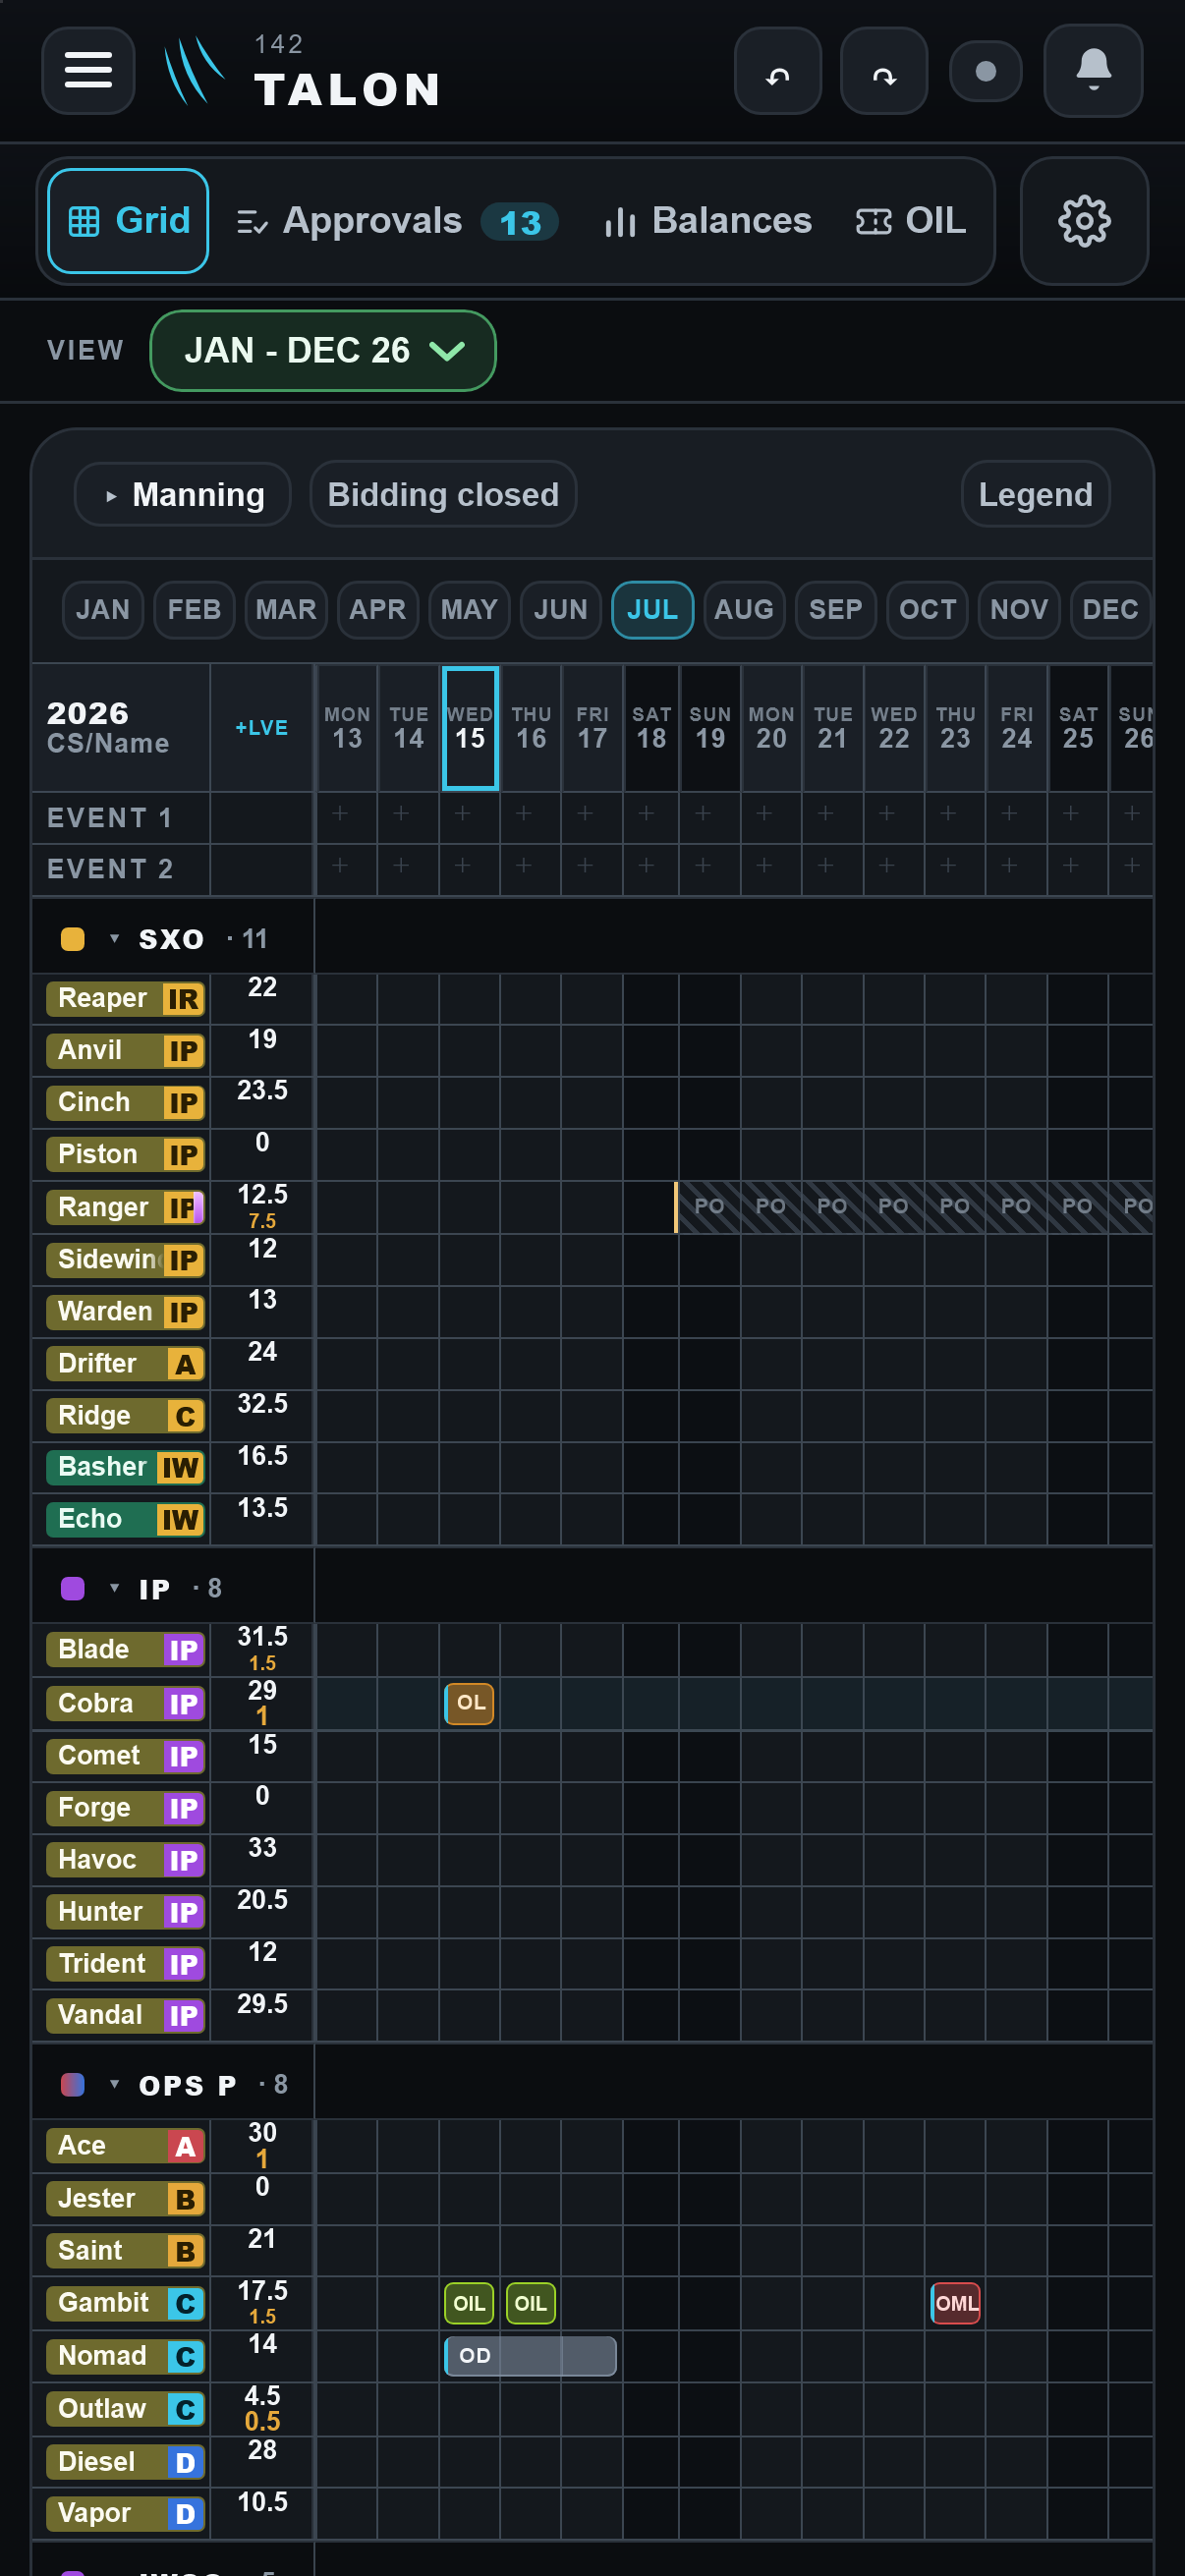 142
TALON
Grid Approvals 13 Balances OIL
VIEW JAN - DEC 26
Manning Bidding closed Legend
JAN FEB MAR APR MAY JUN JUL AUG SEP OCT NOV DEC
2026 CS/Name +LVE MON 13 TUE 14 WED 15 THU 16 FRI 17 SAT 18 SUN 19 MON 20 TUE 21 WED 22 THU 23 FRI 24 SAT 25 SUN 26
EVENT 1 + + + + + + + + + + + + + +
EVENT 2 + + + + + + + + + + + + + +
SXO · 11
Reaper IR 22
Anvil IP 19
Cinch IP 23.5
Piston IP 0
Ranger IP 12.5 7.5 PO PO PO PO PO PO PO PO
Sidewin IP 12
Warden IP 13
Drifter A 24
Ridge C 32.5
Basher IW 16.5
Echo IW 13.5
IP · 8
Blade IP 31.5 1.5
Cobra IP 29 1 OL
Comet IP 15
Forge IP 0
Havoc IP 33
Hunter IP 20.5
Trident IP 12
Vandal IP 29.5
OPS P · 8
Ace A 30 1
Jester B 0
Saint B 21
Gambit C 17.5 1.5 OIL OIL OML
Nomad C 14 OD
Outlaw C 4.5 0.5
Diesel D 28
Vapor D 10.5